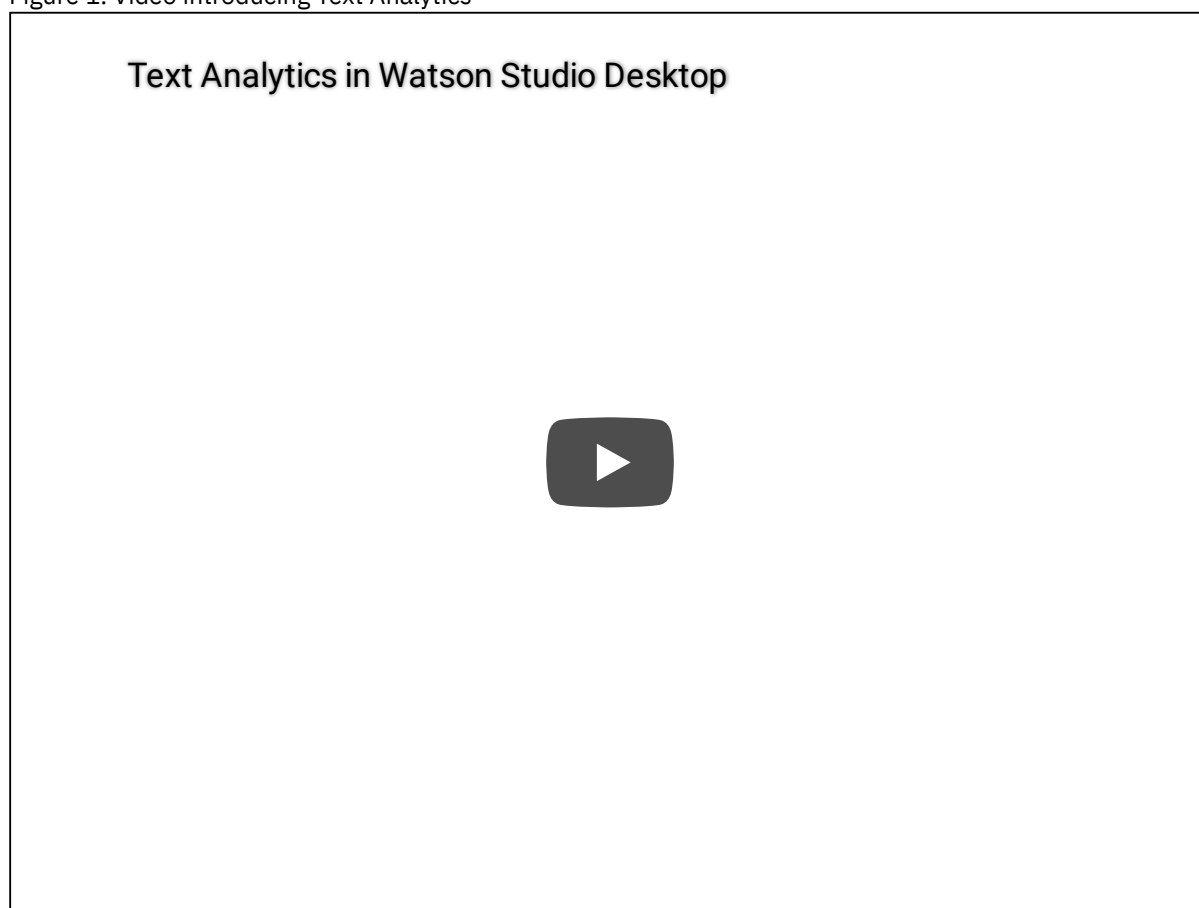 Figure 1. Video introducing Text Analytics
Text Analytics in Watson Studio Desktop